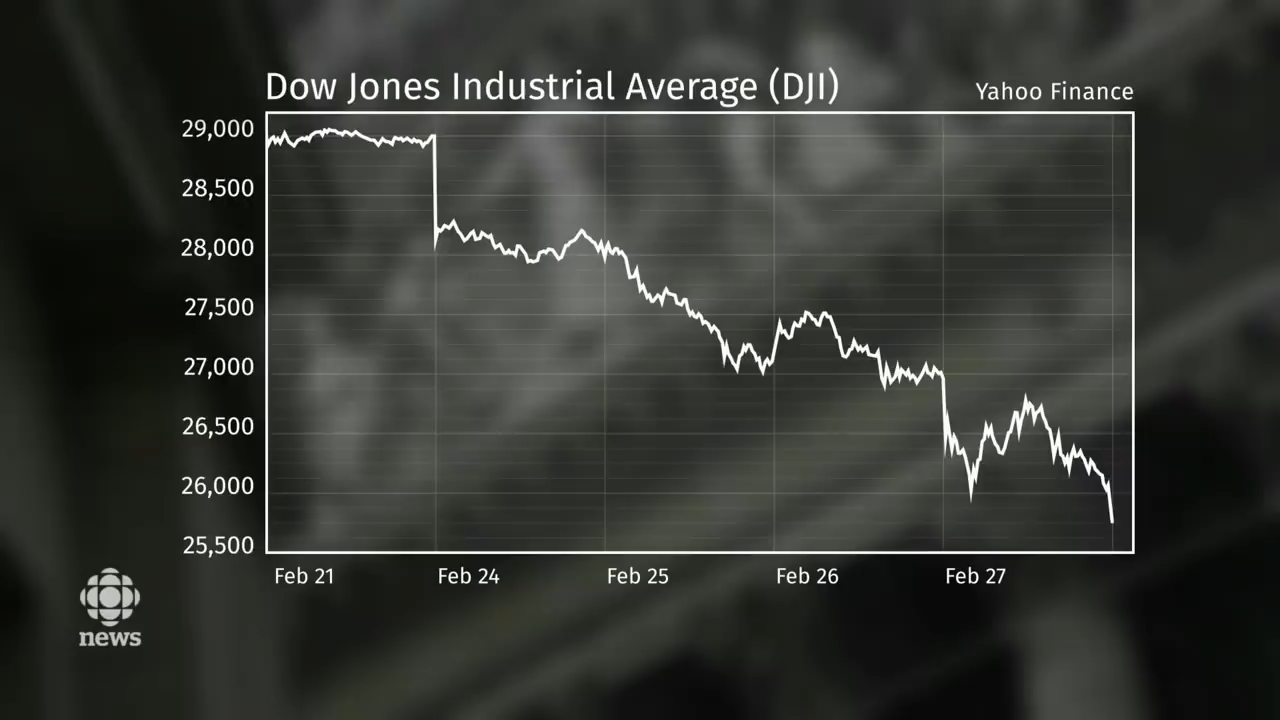 Dow Jones Industrial Average (DJI)
Yahoo Finance
29,000
28,500
28,000
27,500
27,000
26,500
26,000
25,500
Feb 21
Feb 24
Feb 25
Feb 26
Feb 27
news